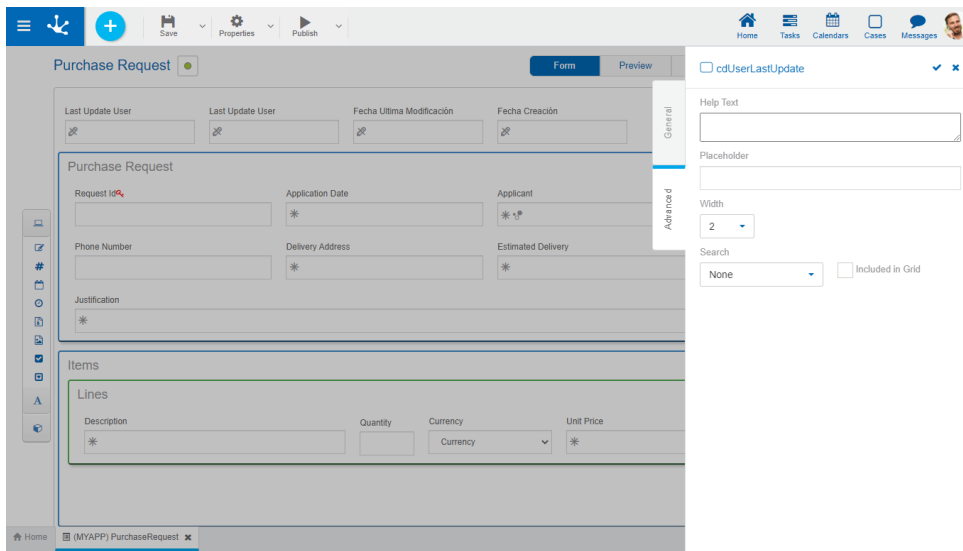 Save
Properties
Publish
Home
Tasks
Calendars
Cases
Messages
Purchase Request
Form
Preview
cdUserLastUpdate
General
Advanced
Help Text
Placeholder
Width
2
Search
None
Included in Grid
Last Update User
Last Update User
Fecha Ultima Modificación
Fecha Creación
Purchase Request
Request Id
Application Date
Applicant
Phone Number
Delivery Address
Estimated Delivery
Justification
Items
Lines
Description
Quantity
Currency
Unit Price
Currency
A
Home
(MYAPP) PurchaseRequest